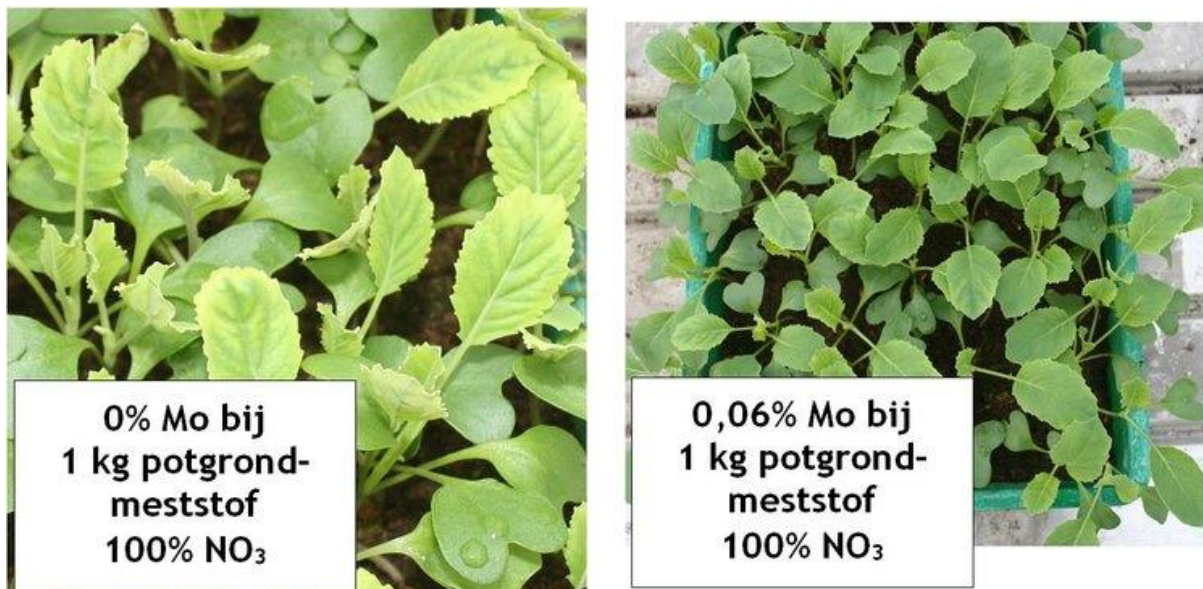 0% Mo bij
1 kg potgrond-
meststof
100% NO₃
0,06% Mo bij
1 kg potgrond-
meststof
100% NO₃